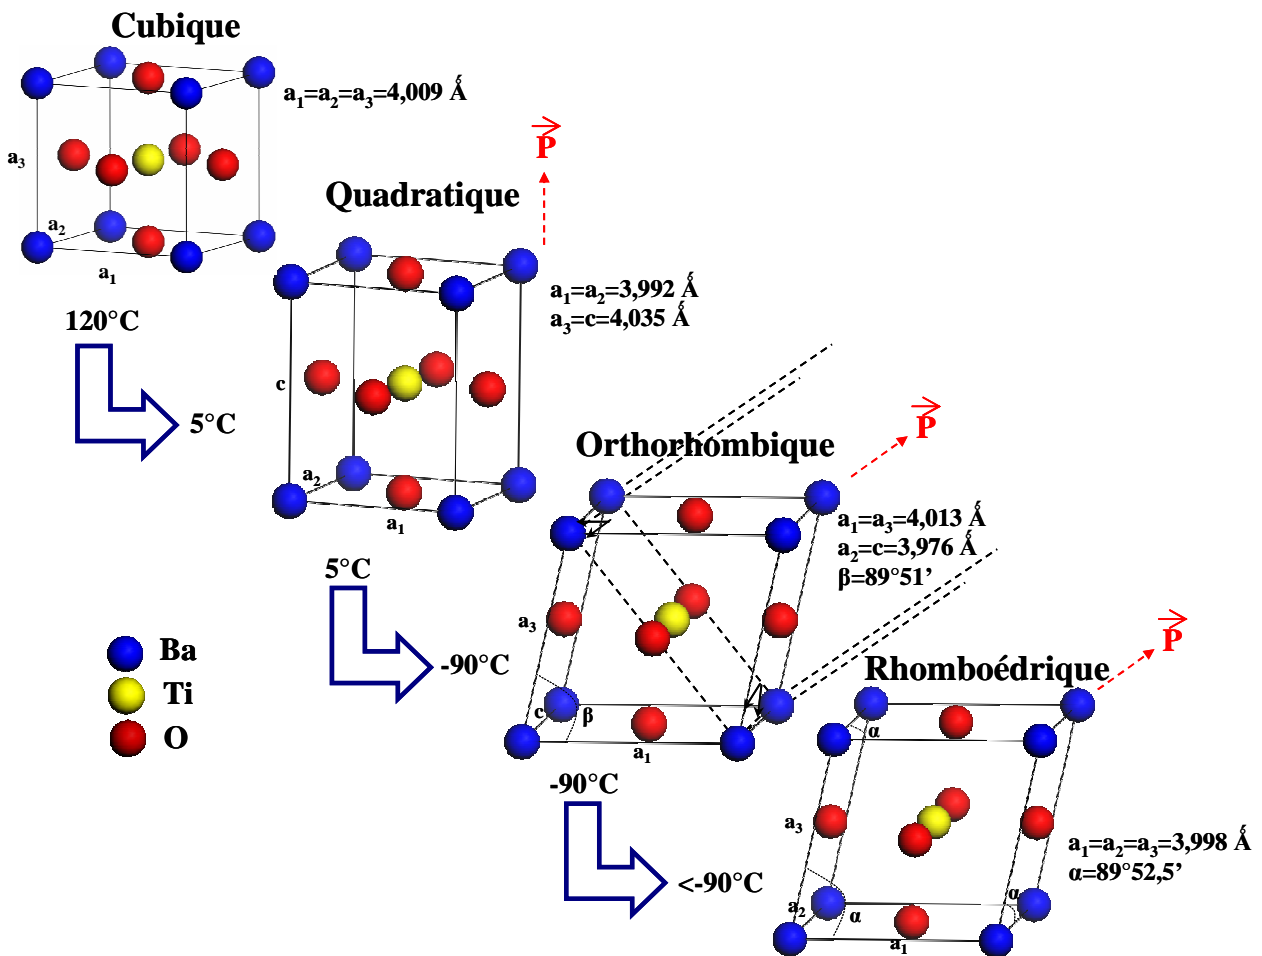 Cubique
a₁=a₂=a₃=4,009 Å
a₃
a₂
a₁
P
Quadratique
a₁=a₂=3,992 Å
a₃=c=4,035 Å
c
a₂
a₁
120°C
5°C
P
Orthorhombique
a₁=a₃=4,013 Å
a₂=c=3,976 Å
β=89°51’
a₃
c
β
a₁
5°C
-90°C
Ba
Ti
O
P
Rhomboédrique
α
a₃
a₁=a₂=a₃=3,998 Å
α=89°52,5’
α
a₂
α
a₁
-90°C
<-90°C